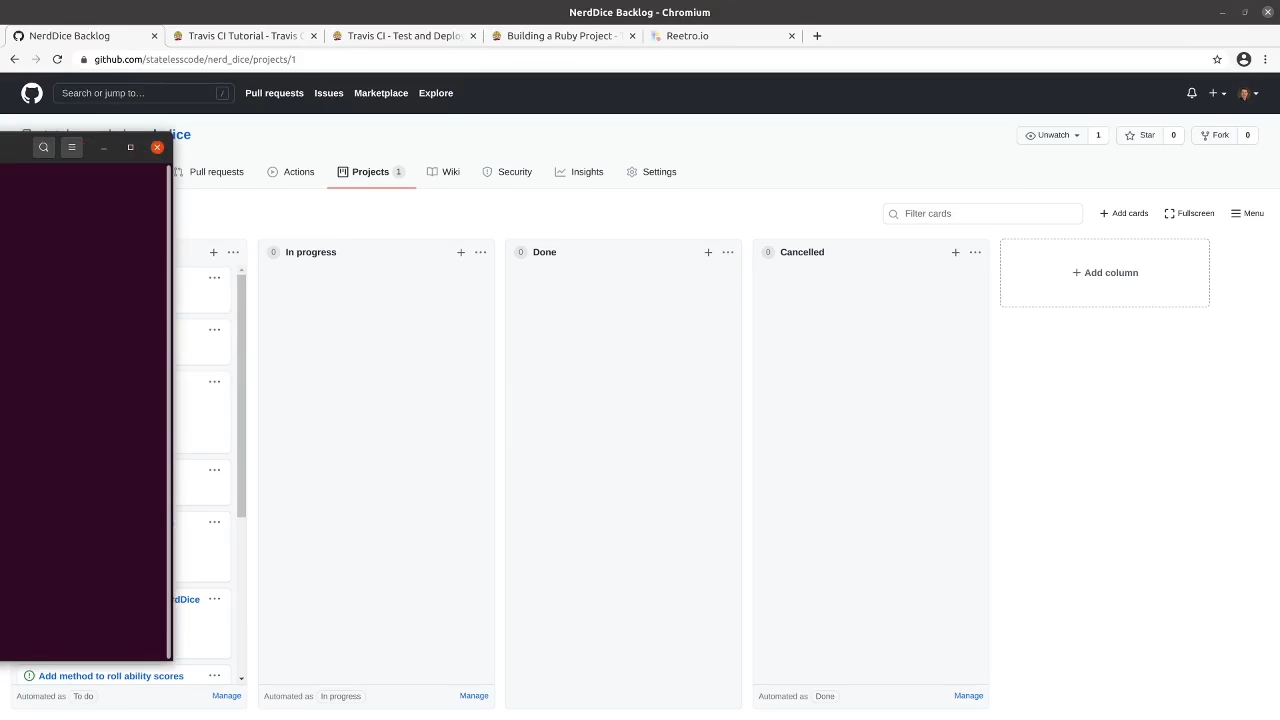 NerdDice Backlog - Chromium
NerdDice Backlog
Travis CI Tutorial - Travis C
Travis CI - Test and Deploy
Building a Ruby Project - T
Reetro.io
github.com/statelesscode/nerd_dice/projects/1
Search or jump to… /
Pull requests Issues Marketplace Explore
ice
Unwatch 1 Star 0 Fork 0
Pull requests Actions Projects 1 Wiki Security Insights Settings
Filter cards
Add cards Fullscreen Menu
0 In progress
0 Done
0 Cancelled
Add column
rdDice
Add method to roll ability scores
Automated as To do Manage
Automated as In progress Manage
Automated as Done Manage